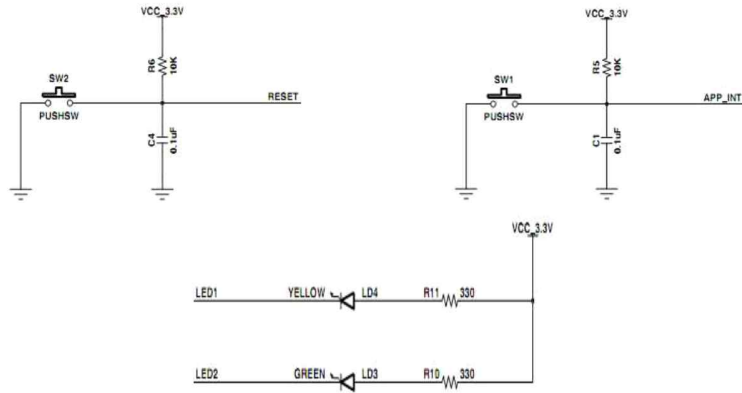 VCC_3.3V
VCC_3.3V
R6
10K
R5
10K
SW2
SW1
RESET
APP_INT
PUSHSW
PUSHSW
C4
0.1uF
C1
0.1uF
VCC_3.3V
LED1 YELLOW LD4 R11 330
LED2 GREEN LD3 R10 330